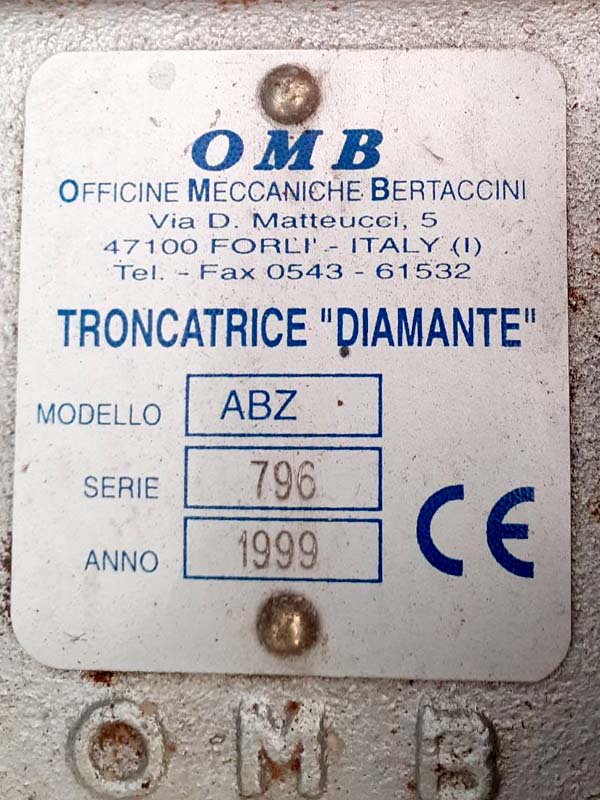 OMB
OFFICINE MECCANICHE BERTACCINI
Via D. Matteucci, 5
47100 FORLI' - ITALY (I)
Tel. - Fax 0543 - 61532
TRONCATRICE "DIAMANTE"
MODELLO ABZ
SERIE 796
ANNO 1999
CE
OMB